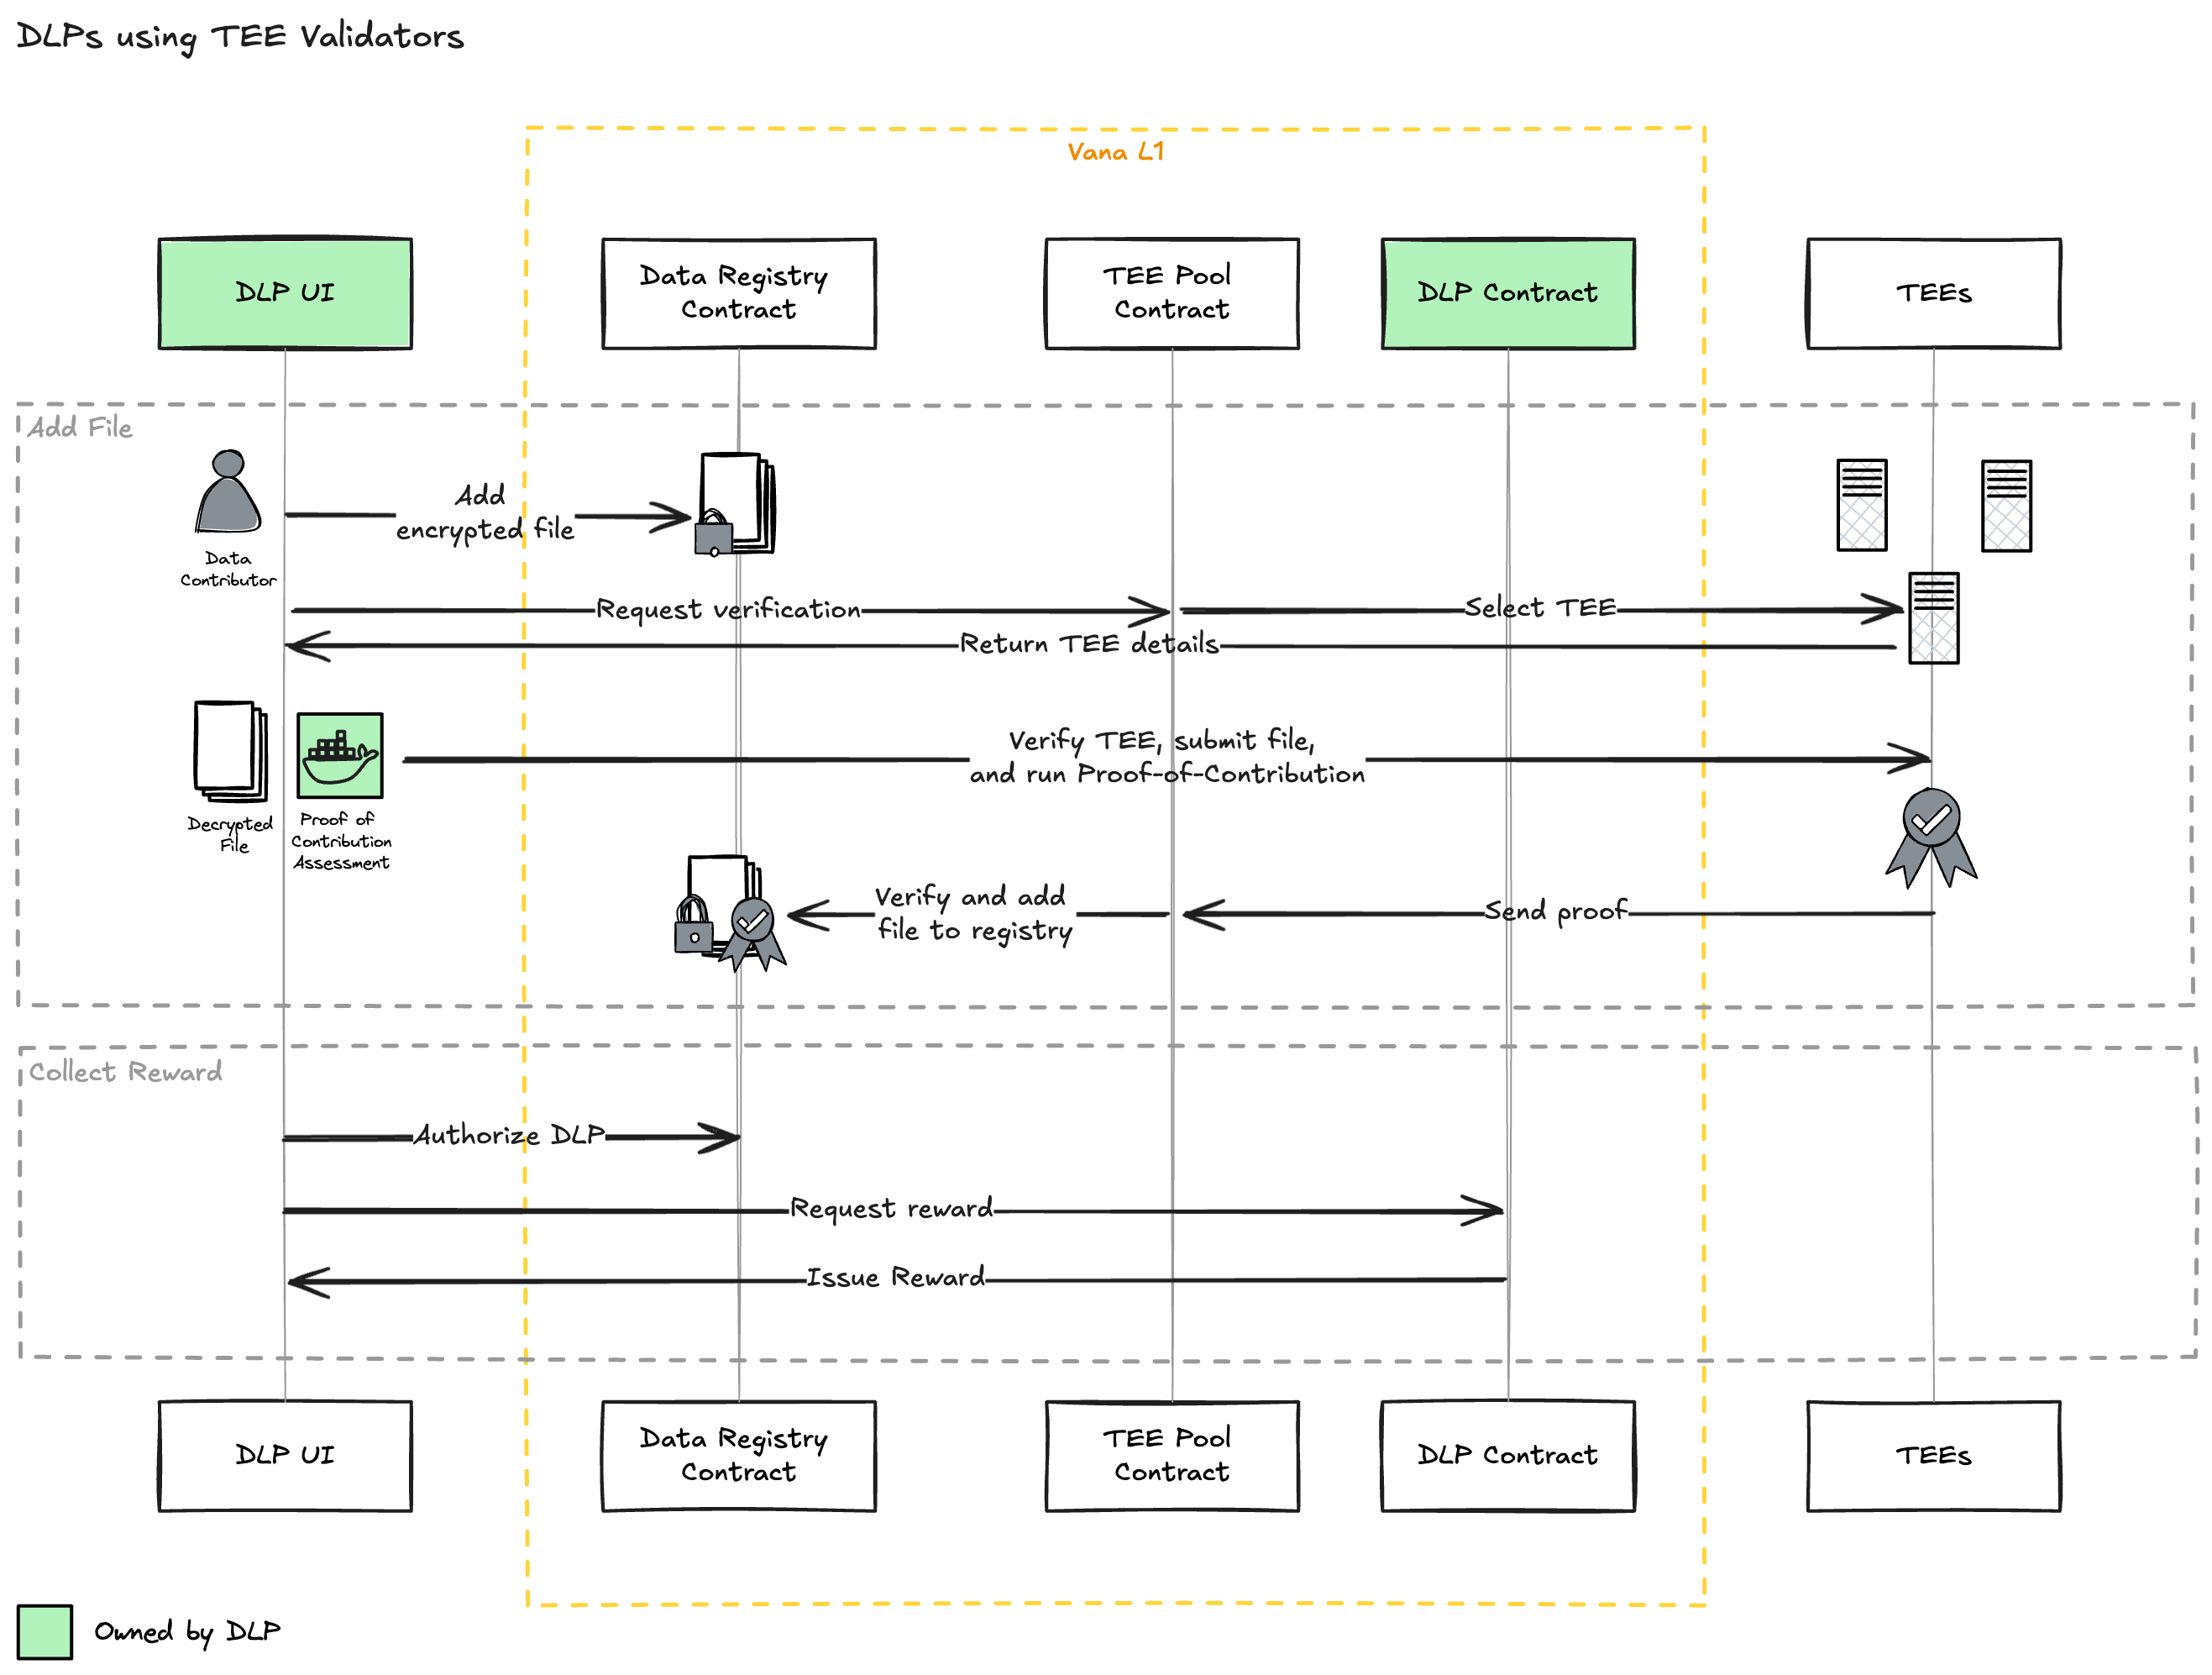 DLPs using TEE Validators
Vana L1
DLP UI
Data Registry
Contract
TEE Pool
Contract
DLP Contract
TEEs
Add File
Add
encrypted file
Data
Contributor
Request verification
Select TEE
Return TEE details
Verify TEE, submit file,
and run Proof-of-Contribution
Decrypted
File
Proof of
Contribution
Assessment
Verify and add
file to registry
Send proof
Collect Reward
Authorize DLP
Request reward
Issue Reward
DLP UI
Data Registry
Contract
TEE Pool
Contract
DLP Contract
TEEs
Owned by DLP